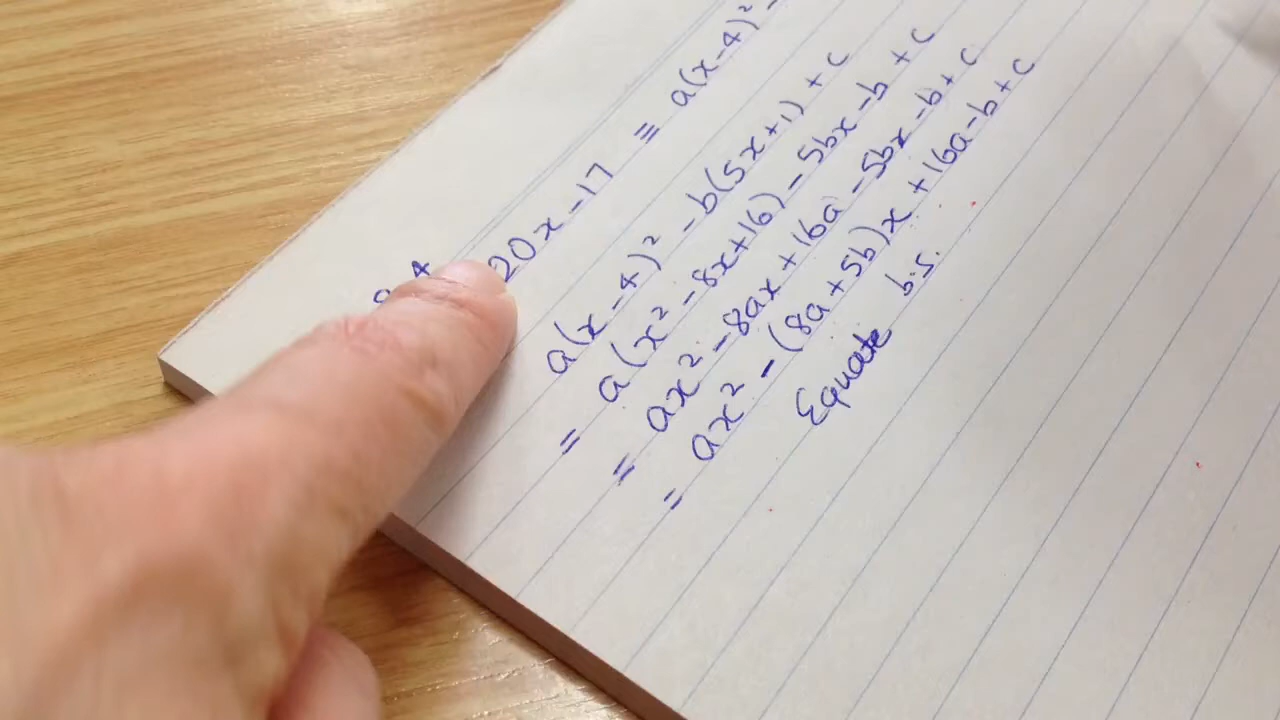 20x - 17 ≡ a(x-4)² -
a(x-4)² - b(5x+1) + c
= a(x² - 8x + 16) - 5bx - b + c
= ax² - 8ax + 16a - 5bx - b + c
= ax² - (8a + 5b)x + 16a - b + c
Equate b.s.